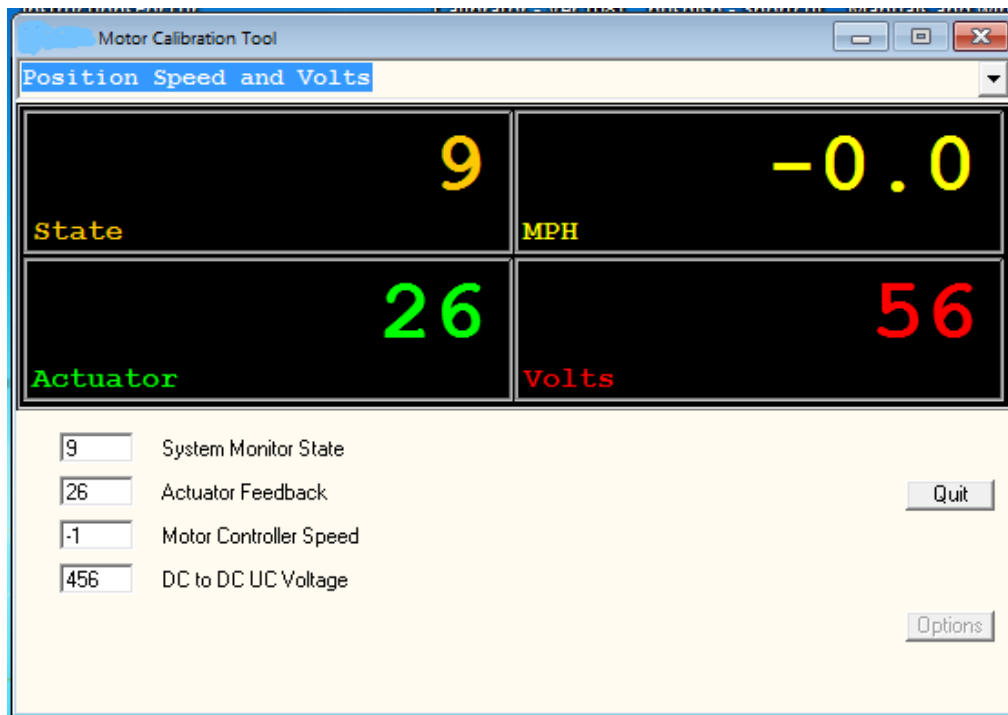 Motor Calibration Tool
Position Speed and Volts
9
State
-0.0
MPH
26
Actuator
56
Volts
9 System Monitor State
26 Actuator Feedback
Quit
-1 Motor Controller Speed
456 DC to DC UC Voltage
Options